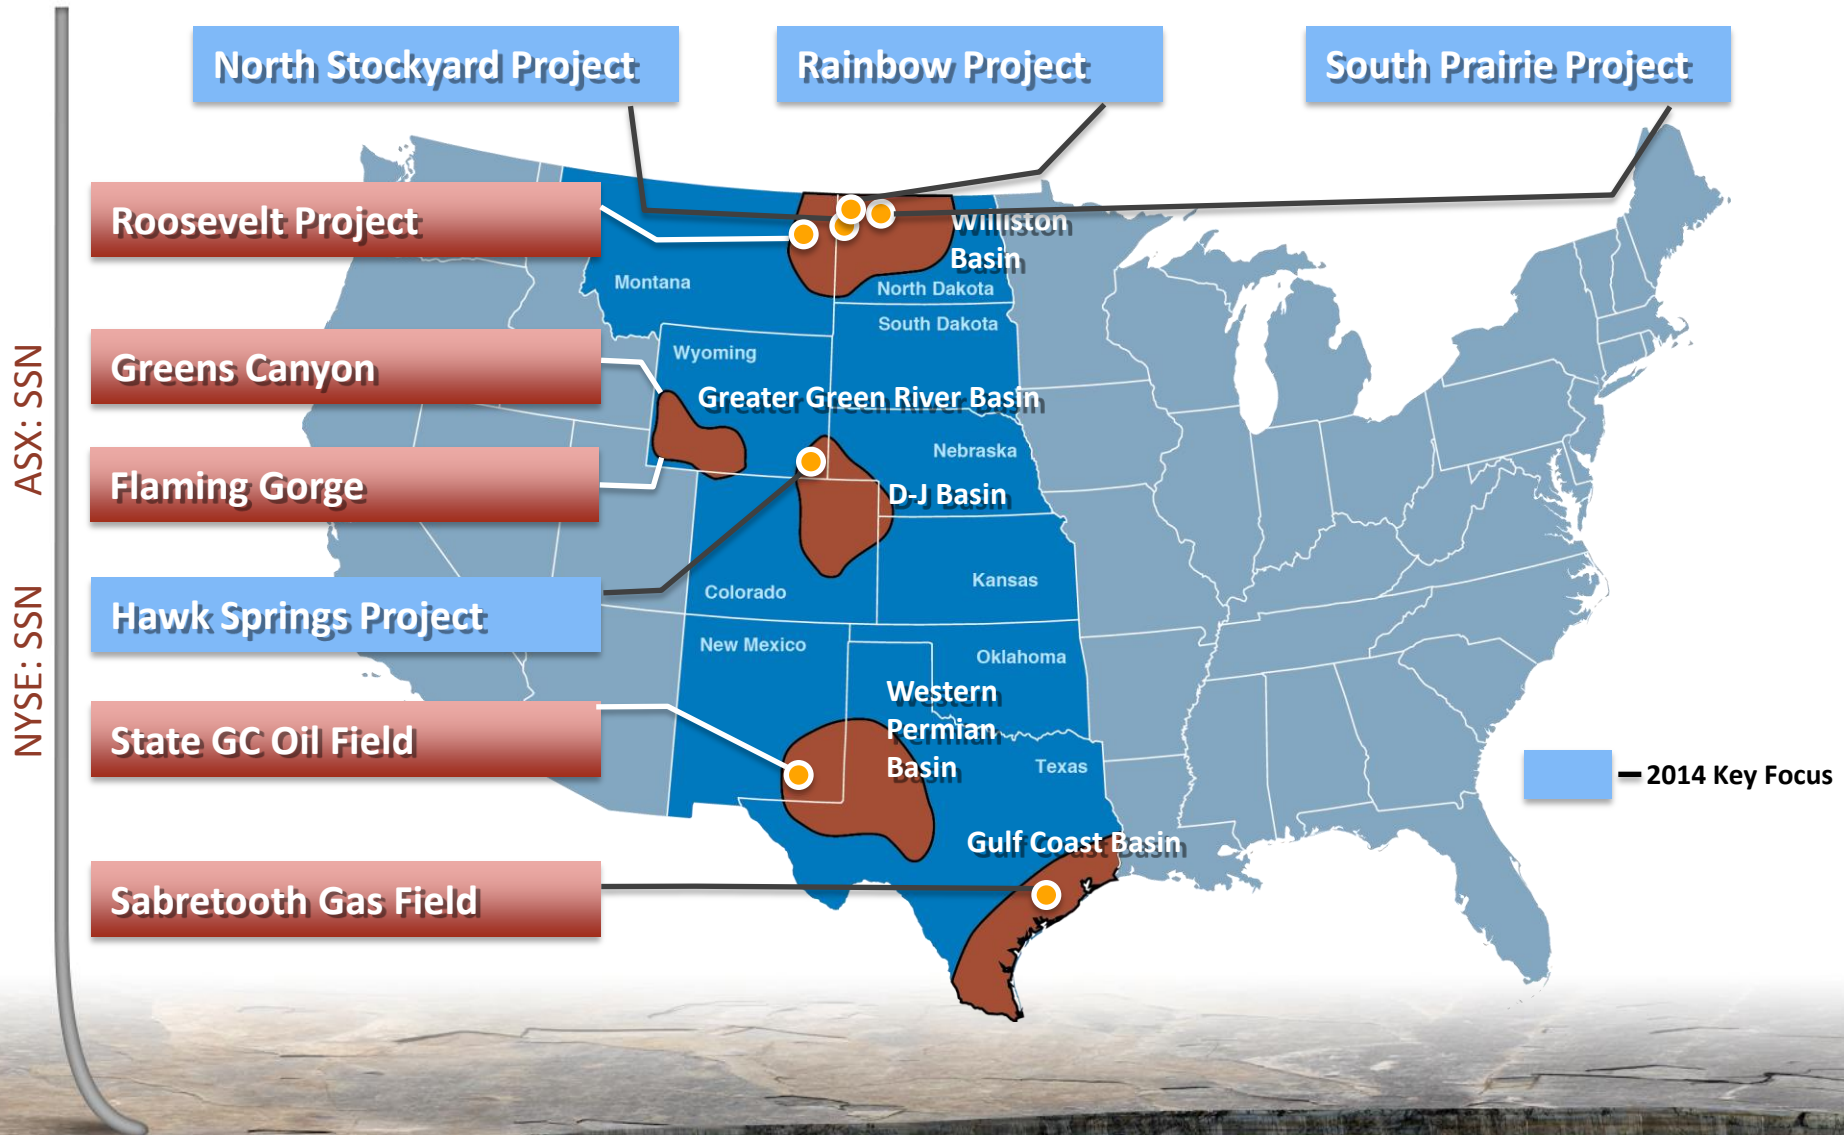 North Stockyard Project
Rainbow Project
South Prairie Project
Roosevelt Project
Williston
Basin
Montana
North Dakota
South Dakota
Greens Canyon
Wyoming
Greater Green River Basin
Nebraska
Flaming Gorge
D-J Basin
Hawk Springs Project
Colorado
Kansas
New Mexico
Oklahoma
State GC Oil Field
Western
Permian
Basin
Texas
2014 Key Focus
Gulf Coast Basin
Sabretooth Gas Field
NYSE: SSN ASX: SSN